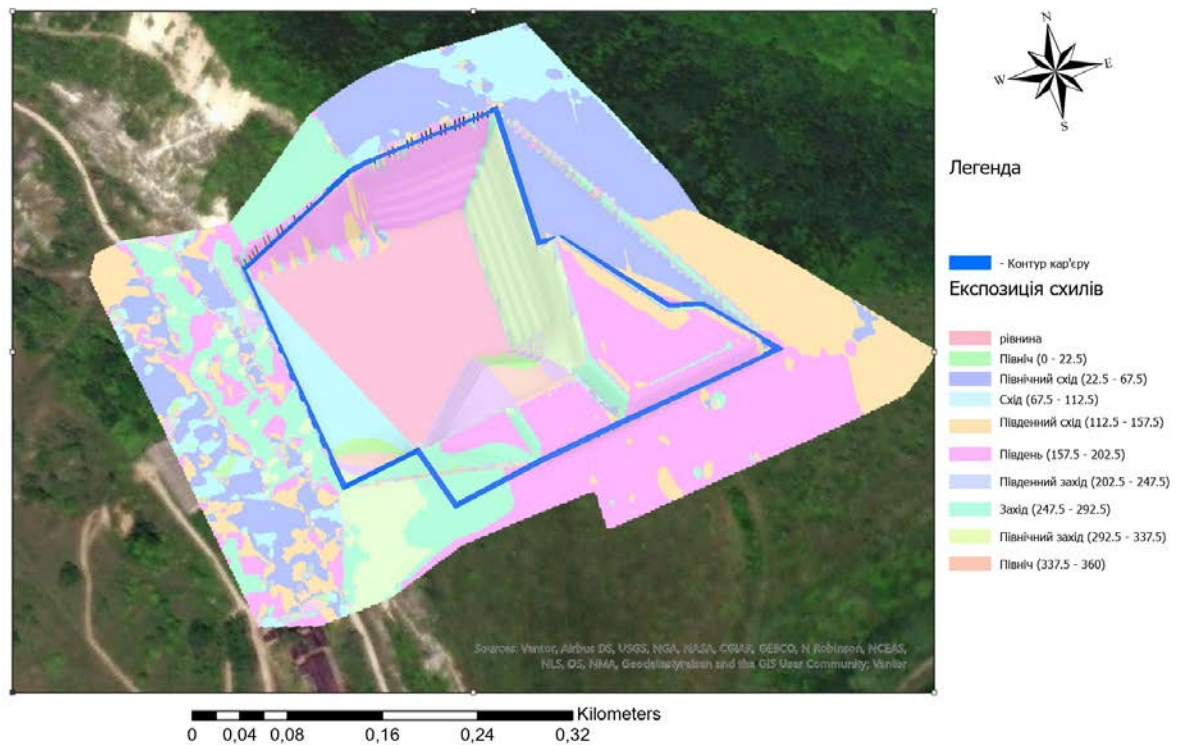 N
W
E
S
Легенда
- Контур кар'єру
Експозиція схилів
рівнина
Північ (0 - 22.5)
Північний схід (22.5 - 67.5)
Схід (67.5 - 112.5)
Південний схід (112.5 - 157.5)
Південь (157.5 - 202.5)
Південний захід (202.5 - 247.5)
Захід (247.5 - 292.5)
Північний захід (292.5 - 337.5)
Північ (337.5 - 360)
Sources: Vantor, Airbus DS, USGS, NGA, NASA, CGIAR, GEBCO, N Robinson, NCEAS,
NLS, OS, NMA, Geodatastyrelsen and the GIS User Community; Vantor
Kilometers
0 0,04 0,08 0,16 0,24 0,32